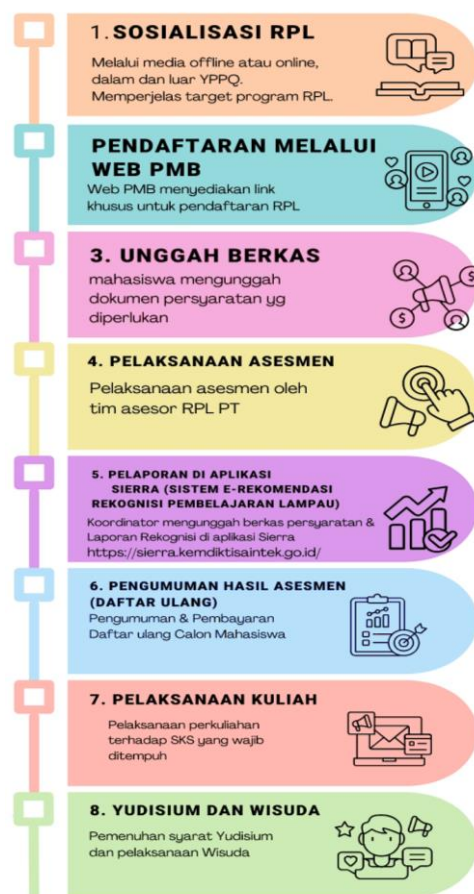 1. SOSIALISASI RPL
Melalui media offline atau online,
dalam dan luar YPPQ.
Memperjelas target program RPL.
PENDAFTARAN MELALUI
WEB PMB
Web PMB menyediakan link
khusus untuk pendaftaran RPL
3. UNGGAH BERKAS
mahasiswa mengunggah
dokumen persyaratan yg
diperlukan
4. PELAKSANAAN ASESMEN
Pelaksanaan asesmen oleh
tim asesor RPL PT
5. PELAPORAN DI APLIKASI
SIERRA (SISTEM E-REKOMENDASI
REKOGNISI PEMBELAJARAN LAMPAU)
Koordinator mengunggah berkas persyaratan &
Laporan Rekognisi di aplikasi Sierra
https://sierra.kemdiktisaintek.go.id/
6. PENGUMUMAN HASIL ASESMEN
(DAFTAR ULANG)
Pengumuman & Pembayaran
Daftar ulang Calon Mahasiswa
7. PELAKSANAAN KULIAH
Pelaksanaan perkuliahan
terhadap SKS yang wajib
ditempuh
8. YUDISIUM DAN WISUDA
Pemenuhan syarat Yudisium
dan pelaksanaan Wisuda